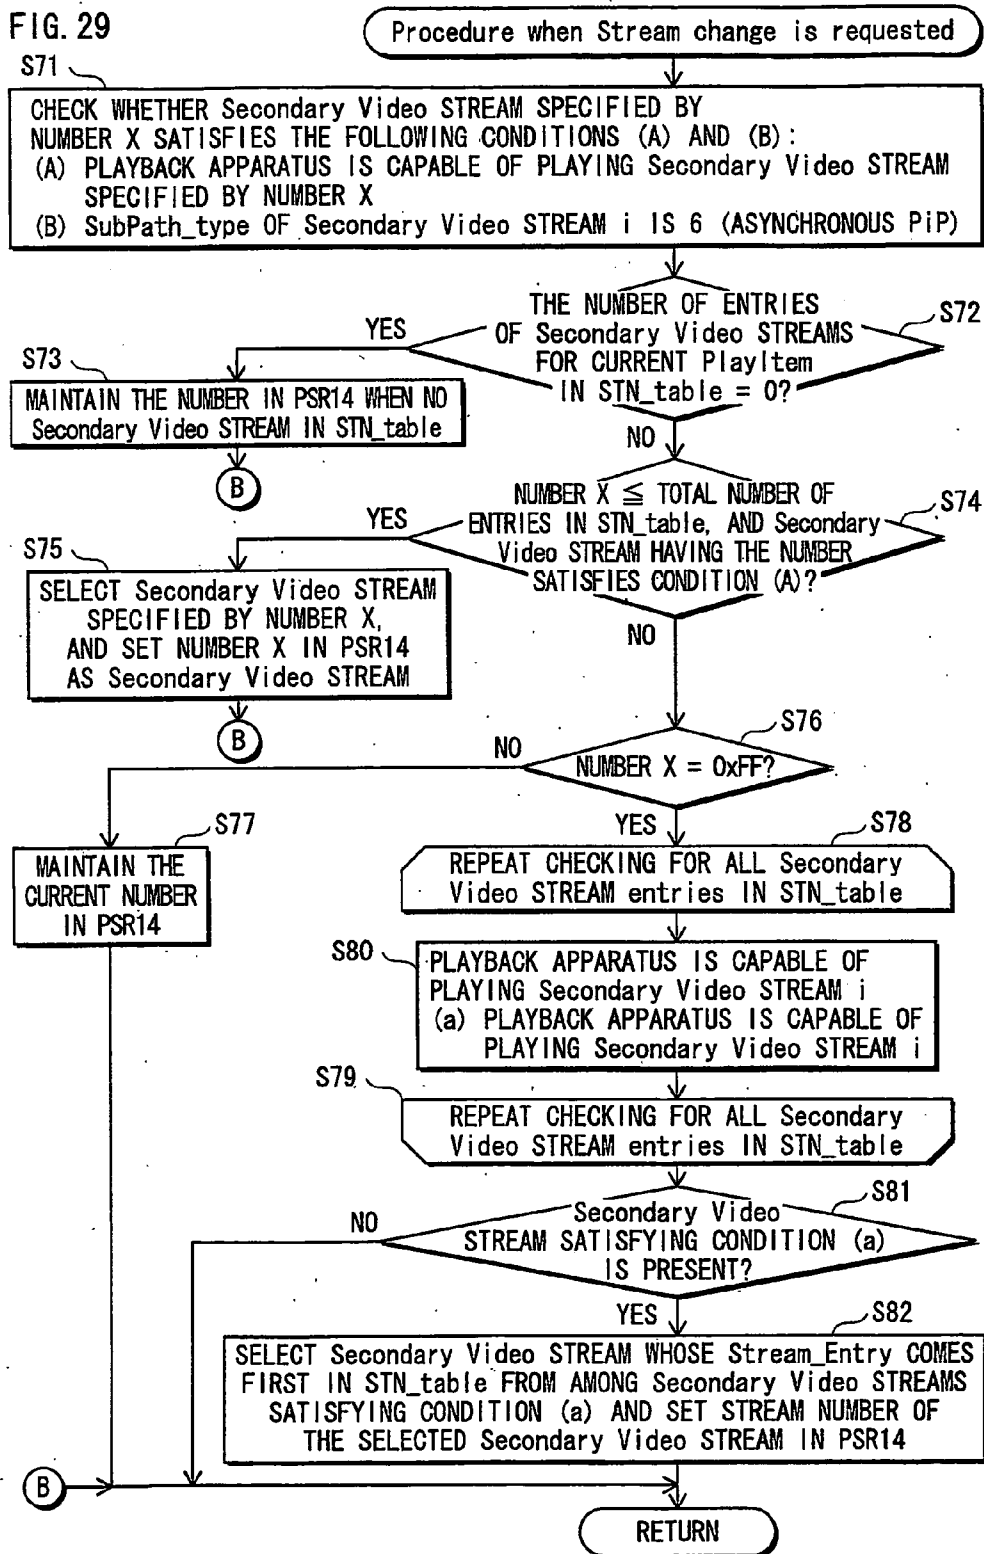 FIG. 29
Procedure when Stream change is requested
S71
CHECK WHETHER Secondary Video STREAM SPECIFIED BY
NUMBER X SATISFIES THE FOLLOWING CONDITIONS (A) AND (B):
(A) PLAYBACK APPARATUS IS CAPABLE OF PLAYING Secondary Video STREAM
SPECIFIED BY NUMBER X
(B) SubPath_type OF Secondary Video STREAM i IS 6 (ASYNCHRONOUS PiP)
THE NUMBER OF ENTRIES
OF Secondary Video STREAMS
FOR CURRENT PlayItem
IN STN_table = 0?
S72
YES
NO
S73
MAINTAIN THE NUMBER IN PSR14 WHEN NO
Secondary Video STREAM IN STN_table
B
NUMBER X ≦ TOTAL NUMBER OF
ENTRIES IN STN_table, AND Secondary
Video STREAM HAVING THE NUMBER
SATISFIES CONDITION (A)?
S74
YES
NO
S75
SELECT Secondary Video STREAM
SPECIFIED BY NUMBER X,
AND SET NUMBER X IN PSR14
AS Secondary Video STREAM
B
S76
NUMBER X = 0xFF?
NO
YES
S77
MAINTAIN THE
CURRENT NUMBER
IN PSR14
S78
REPEAT CHECKING FOR ALL Secondary
Video STREAM entries IN STN_table
S80
PLAYBACK APPARATUS IS CAPABLE OF
PLAYING Secondary Video STREAM i
(a) PLAYBACK APPARATUS IS CAPABLE OF
PLAYING Secondary Video STREAM i
S79
REPEAT CHECKING FOR ALL Secondary
Video STREAM entries IN STN_table
S81
Secondary Video
STREAM SATISFYING CONDITION (a)
IS PRESENT?
NO
YES
S82
SELECT Secondary Video STREAM WHOSE Stream_Entry COMES
FIRST IN STN_table FROM AMONG Secondary Video STREAMS
SATISFYING CONDITION (a) AND SET STREAM NUMBER OF
THE SELECTED Secondary Video STREAM IN PSR14
B
RETURN